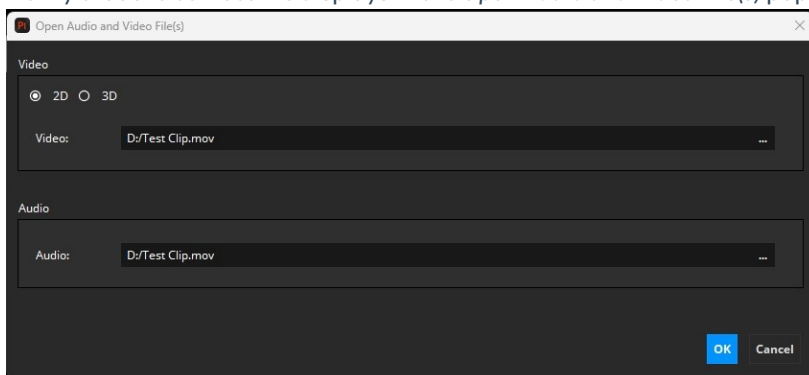 Pt Open Audio and Video File(s)
Video
2D 3D
Video: D:/Test Clip.mov ...
Audio
Audio: D:/Test Clip.mov ...
OK Cancel